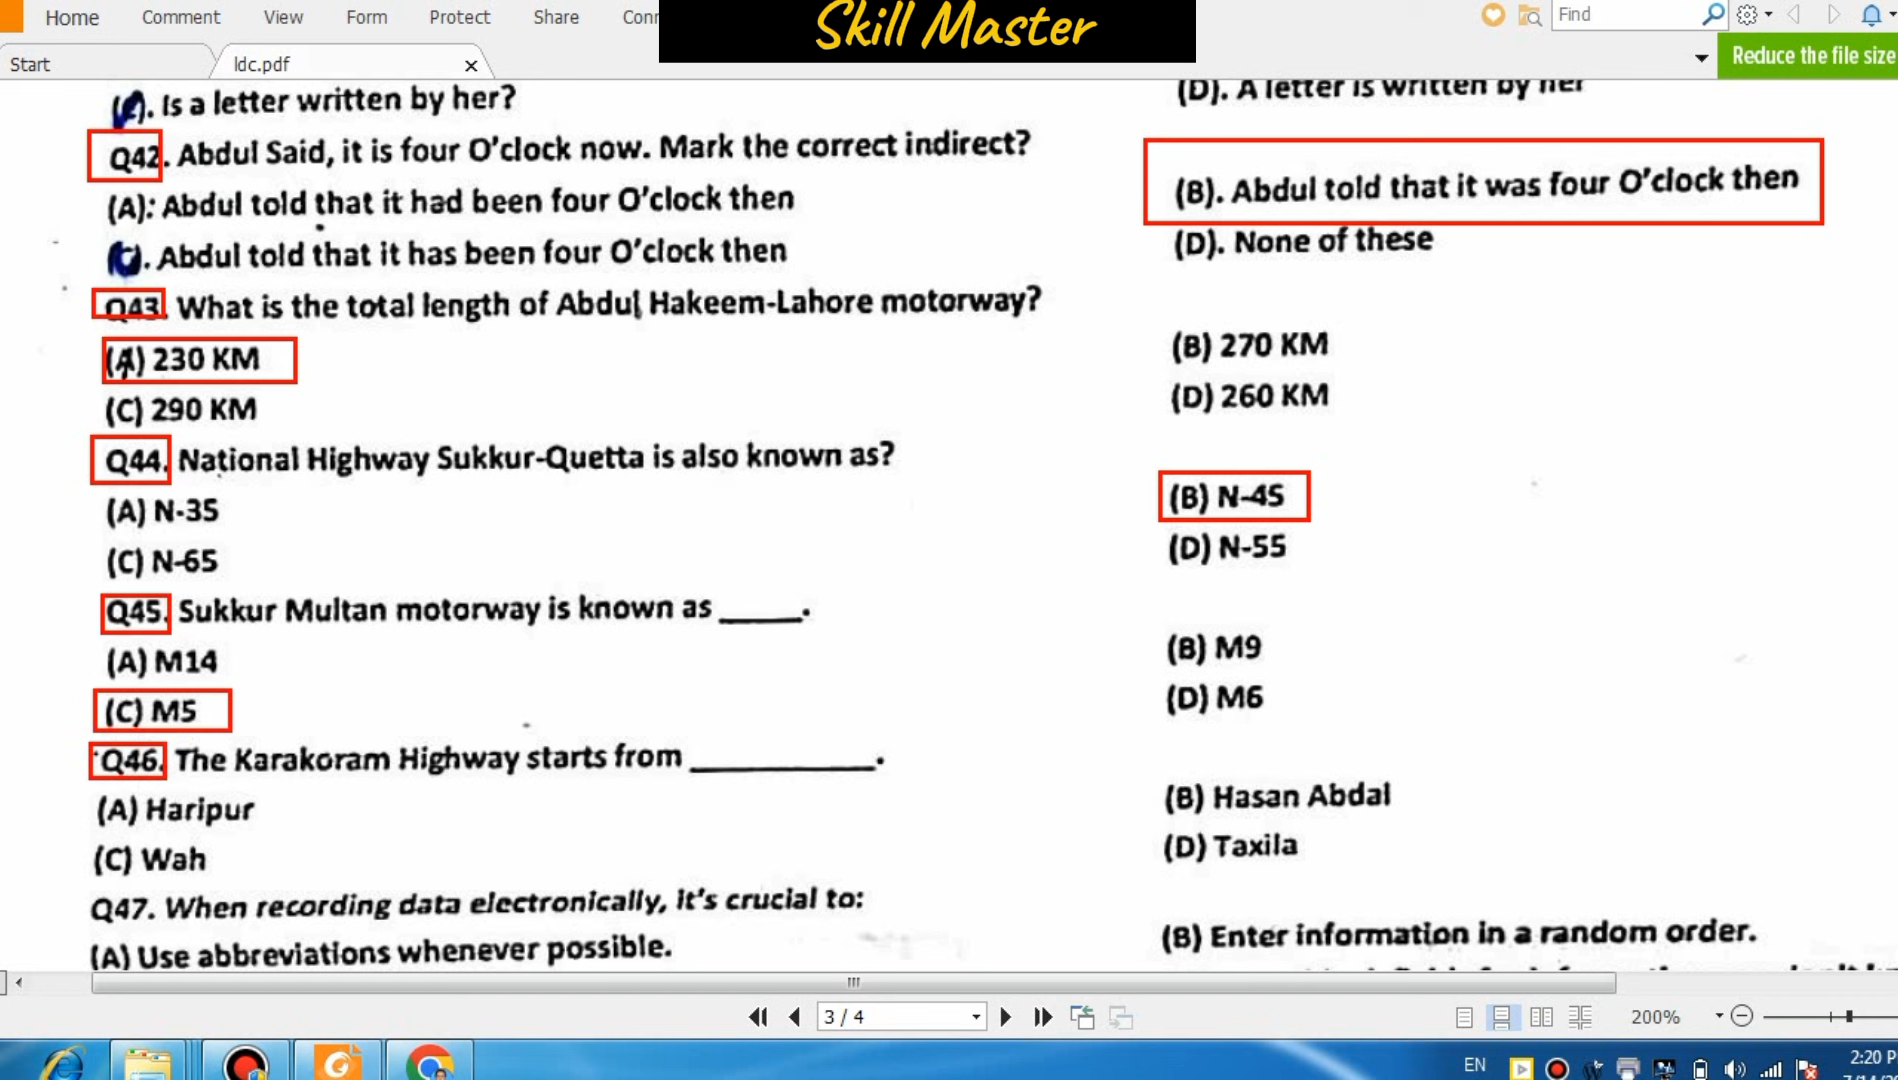 Home Comment View Form Protect Share
Skill Master
Find
Start
ldc.pdf
Reduce the file size
Is a letter written by her?
(D). A letter is written by her
Q42. Abdul Said, it is four O'clock now. Mark the correct indirect?
(A): Abdul told that it had been four O'clock then
(B). Abdul told that it was four O'clock then
(C). Abdul told that it has been four O'clock then
(D). None of these
Q43. What is the total length of Abdul Hakeem-Lahore motorway?
(A) 230 KM
(B) 270 KM
(C) 290 KM
(D) 260 KM
Q44. National Highway Sukkur-Quetta is also known as?
(A) N-35
(B) N-45
(C) N-65
(D) N-55
Q45. Sukkur Multan motorway is known as _____.
(A) M14
(B) M9
(C) M5
(D) M6
Q46. The Karakoram Highway starts from ___________.
(A) Haripur
(B) Hasan Abdal
(C) Wah
(D) Taxila
Q47. When recording data electronically, it's crucial to:
(A) Use abbreviations whenever possible.
(B) Enter information in a random order.
3 / 4
200%
EN
2:20 P